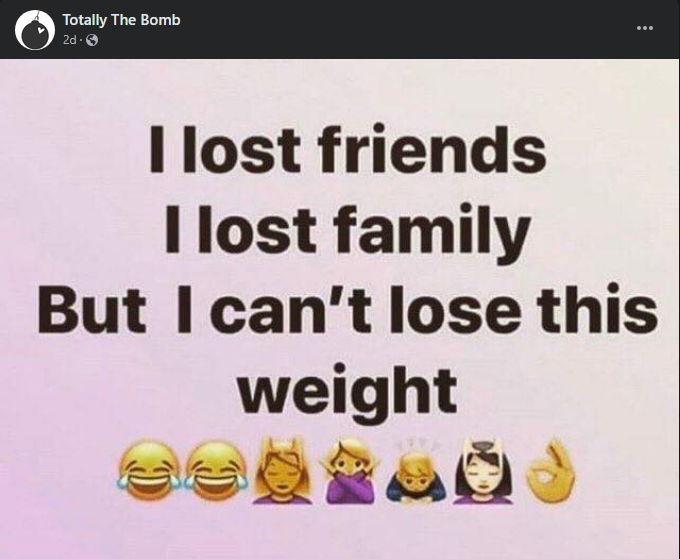 Totally The Bomb
2d ·
I lost friends
I lost family
But I can't lose this
weight